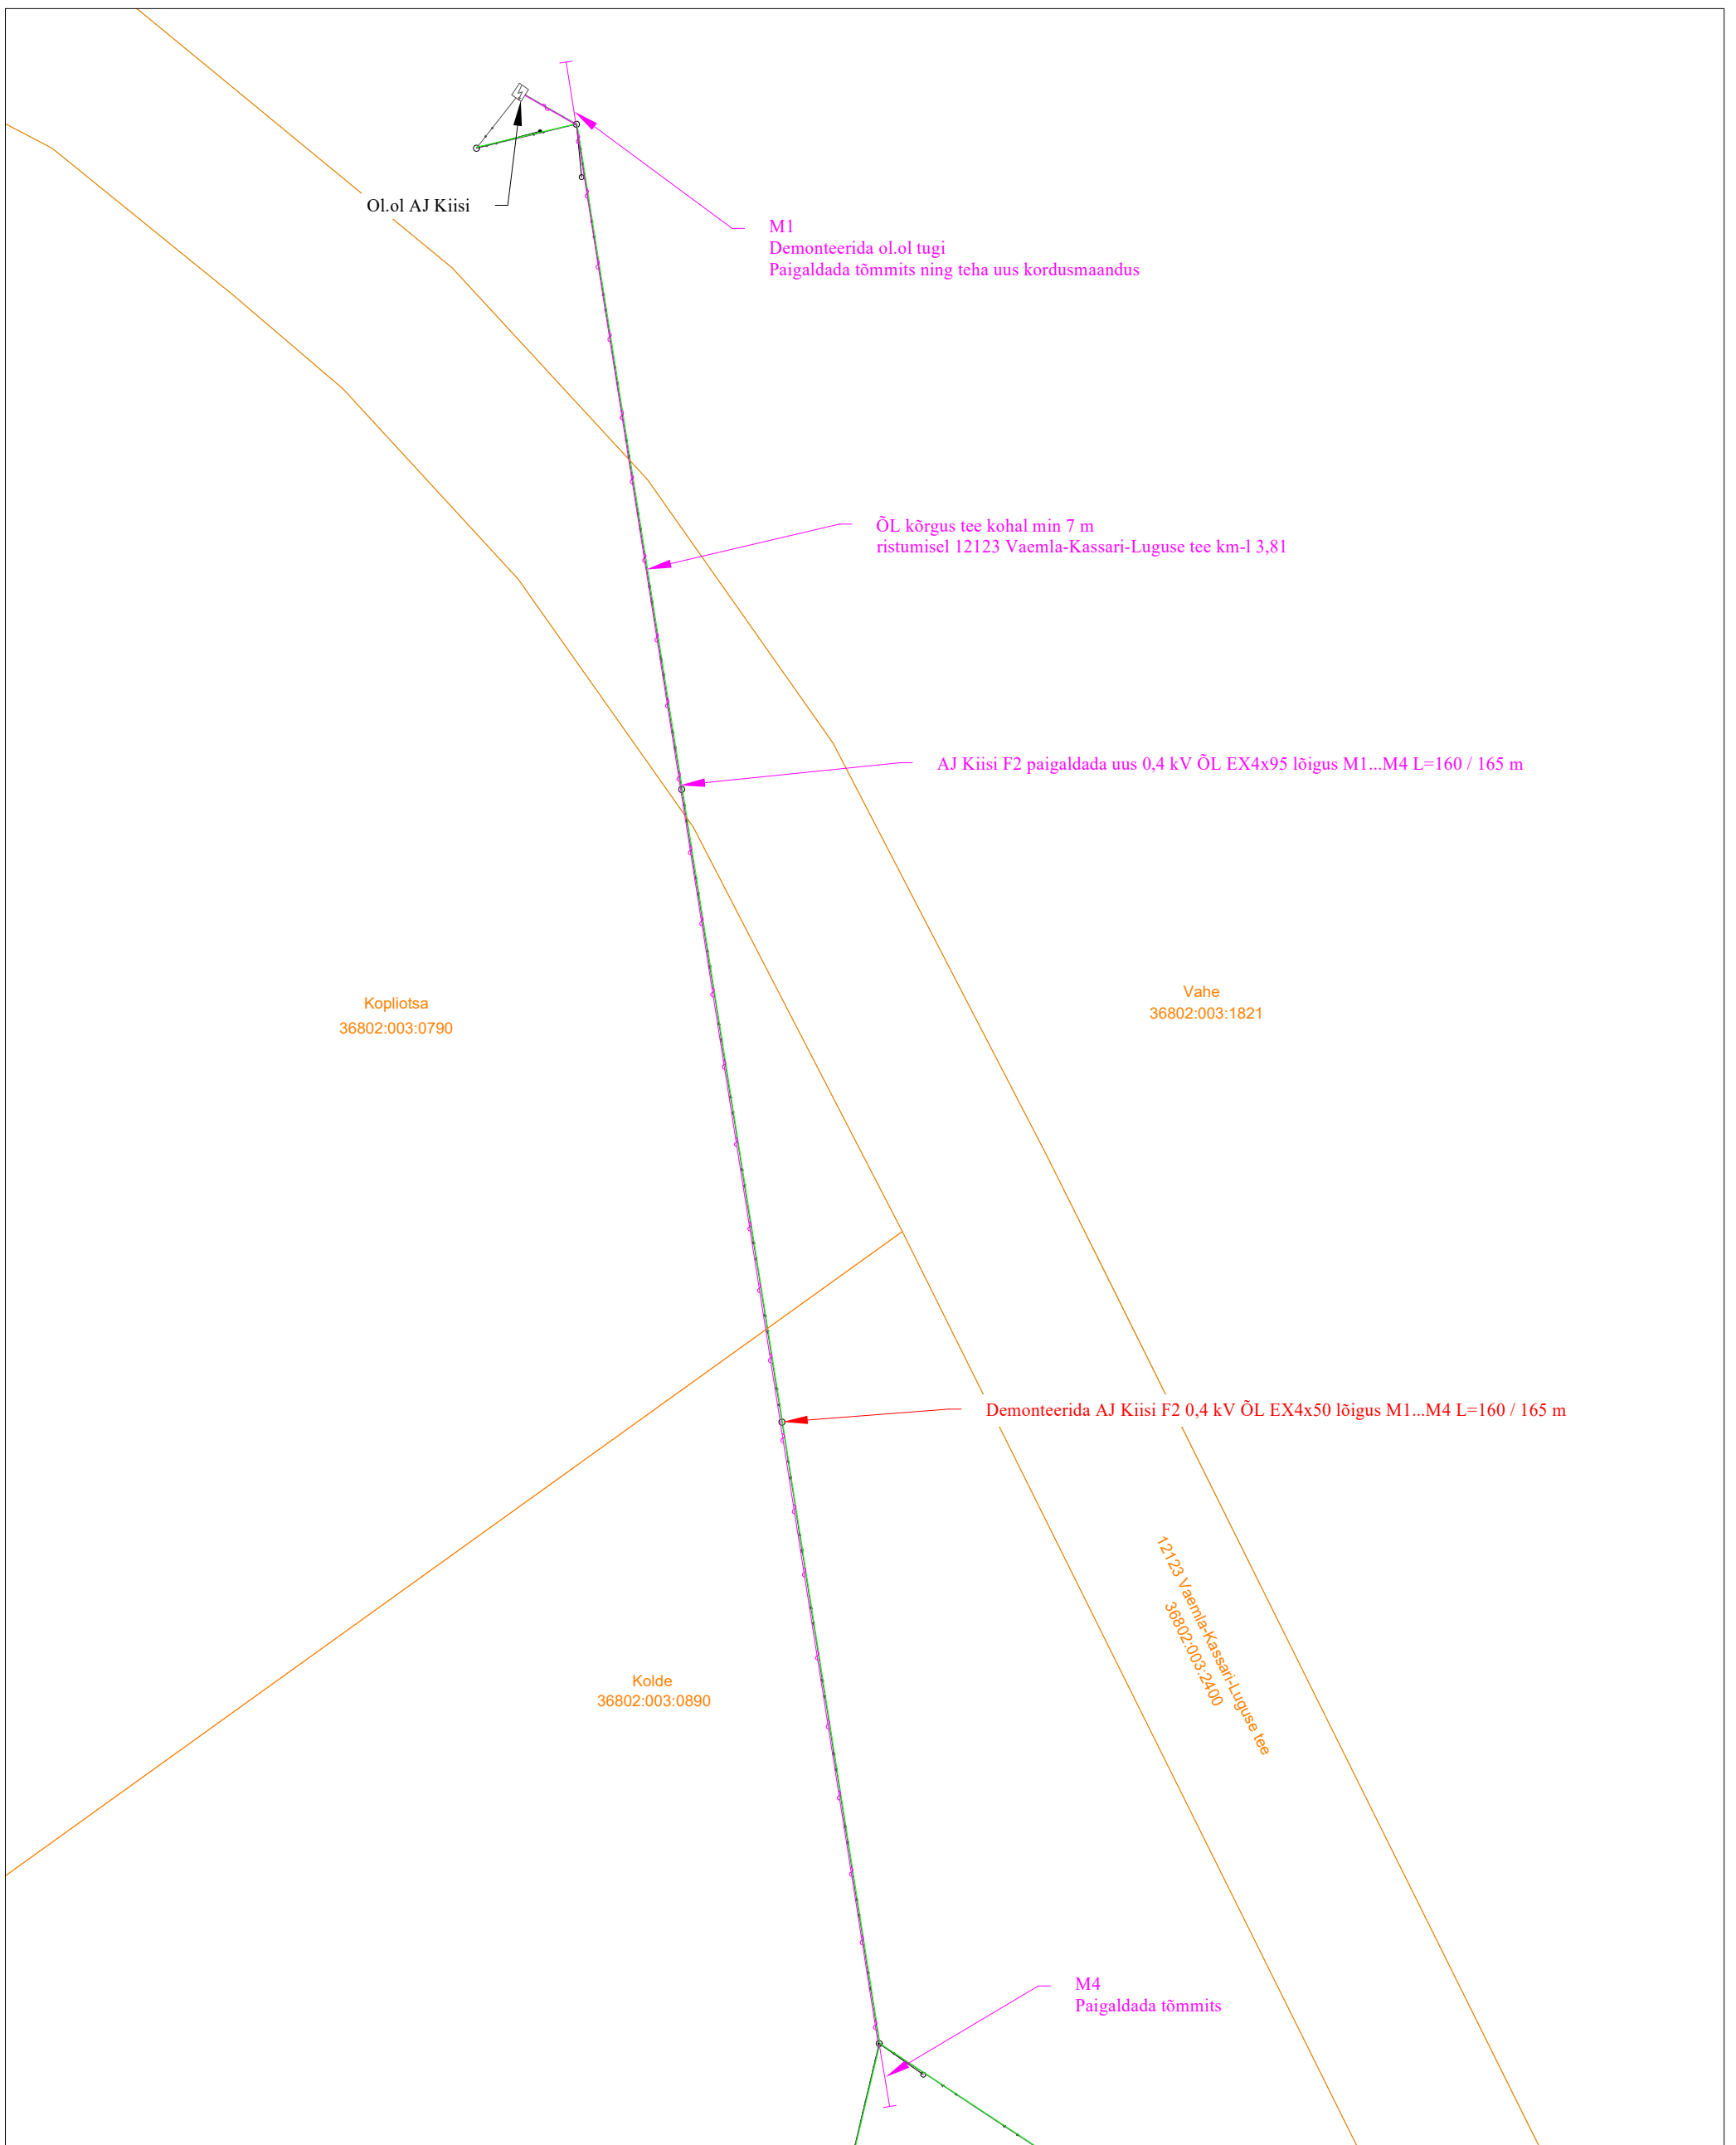 Ol.ol AJ Kiisi
M1
Demonteerida ol.ol tugi
Paigaldada tõmmits ning teha uus kordusmaandus
ÕL kõrgus tee kohal min 7 m
ristumisel 12123 Vaemla-Kassari-Luguse tee km-l 3,81
AJ Kiisi F2 paigaldada uus 0,4 kV ÕL EX4x95 lõigus M1...M4 L=160 / 165 m
Kopliotsa
36802:003:0790
Vahe
36802:003:1821
Demonteerida AJ Kiisi F2 0,4 kV ÕL EX4x50 lõigus M1...M4 L=160 / 165 m
12123 Vaemla-Kassari-Luguse tee
36802:003:2400
Kolde
36802:003:0890
M4
Paigaldada tõmmits